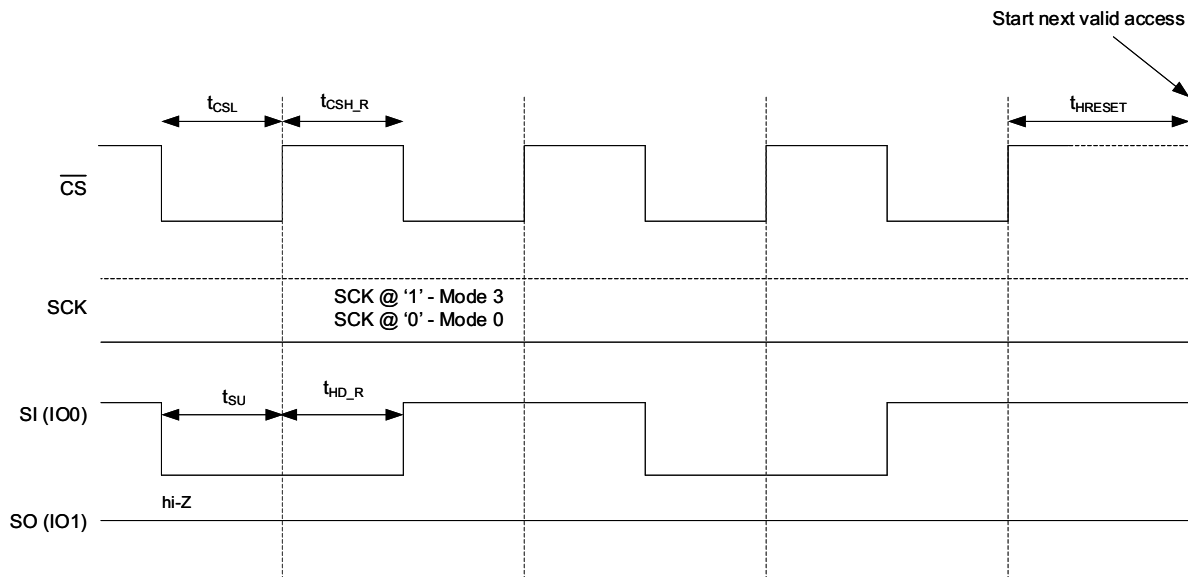 Start next valid access
tCSL
tCSH_R
tHRESET
CS
SCK
SCK @ ‘1’ - Mode 3
SCK @ ‘0’ - Mode 0
SI (IO0)
tSU
tHD_R
hi-Z
SO (IO1)